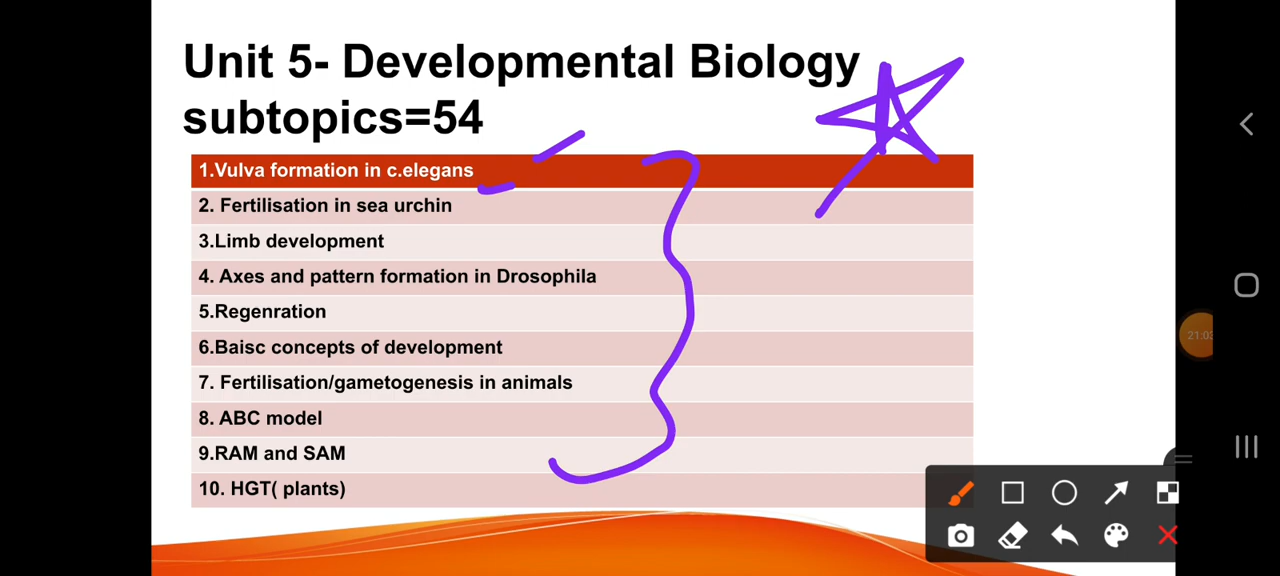 Unit 5- Developmental Biology
subtopics=54
1.Vulva formation in c.elegans
2. Fertilisation in sea urchin
3.Limb development
4. Axes and pattern formation in Drosophila
5.Regenration
6.Baisc concepts of development
7. Fertilisation/gametogenesis in animals
8. ABC model
9.RAM and SAM
10. HGT( plants)
21:03